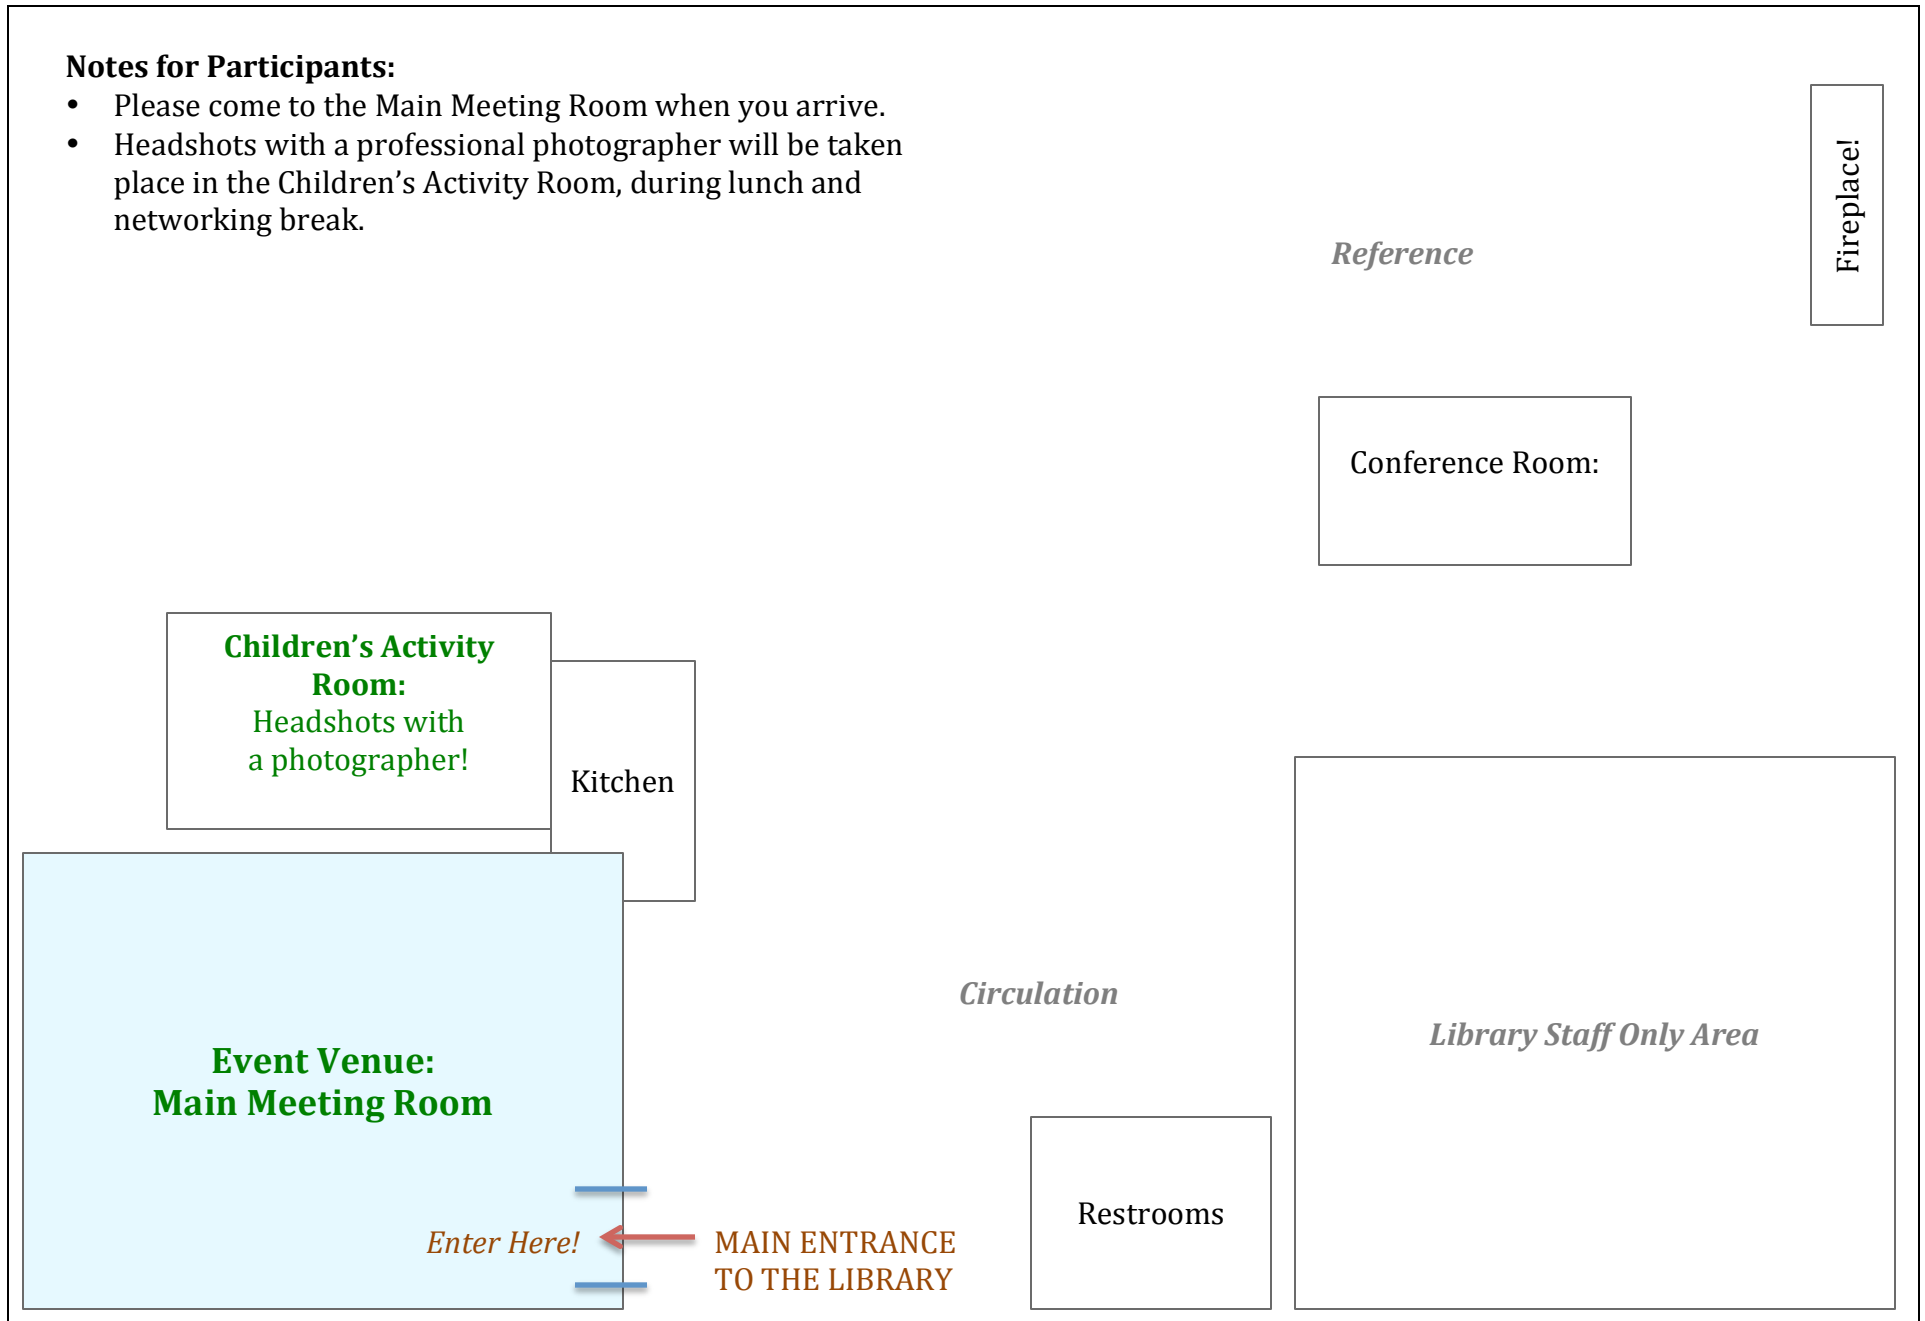 Notes for Participants:
• Please come to the Main Meeting Room when you arrive.
• Headshots with a professional photographer will be taken
place in the Children’s Activity Room, during lunch and
networking break.
Fireplace!
Reference
Conference Room:
Children’s Activity
Room:
Headshots with
a photographer!
Kitchen
Circulation
Library Staff Only Area
Event Venue:
Main Meeting Room
Restrooms
Enter Here!
MAIN ENTRANCE
TO THE LIBRARY